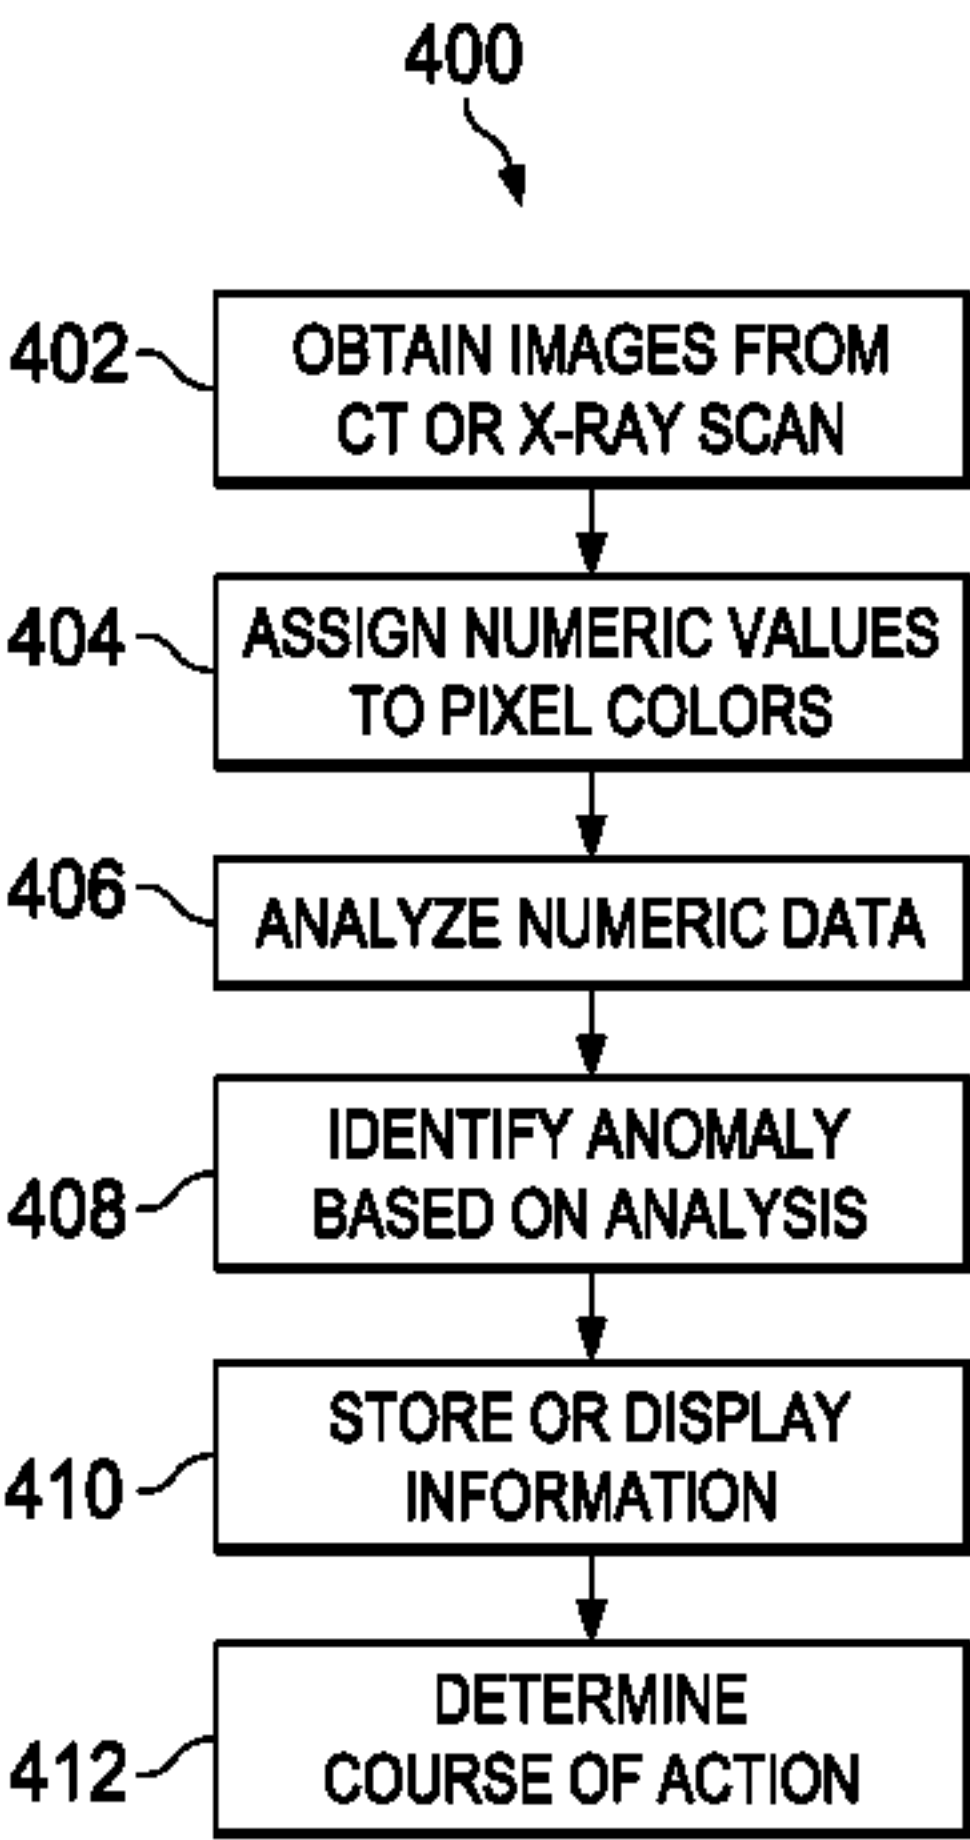 400
402
OBTAIN IMAGES FROM
CT OR X-RAY SCAN
404
ASSIGN NUMERIC VALUES
TO PIXEL COLORS
406
ANALYZE NUMERIC DATA
408
IDENTIFY ANOMALY
BASED ON ANALYSIS
410
STORE OR DISPLAY
INFORMATION
412
DETERMINE
COURSE OF ACTION